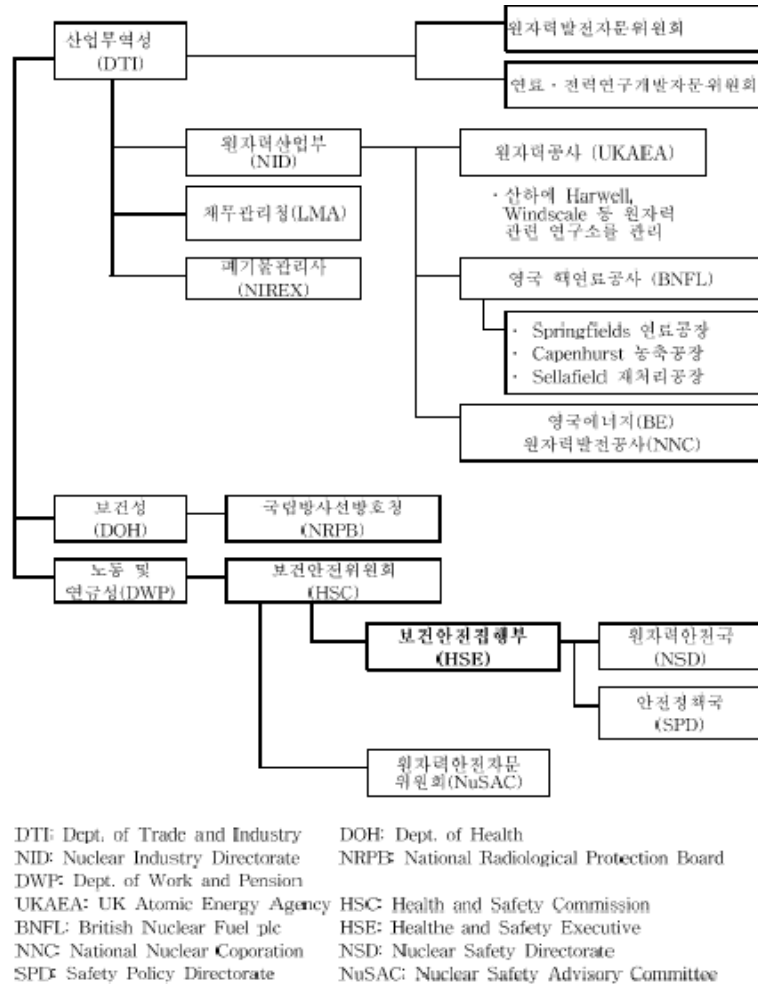 산업무역성
(DTI)
원자력발전자문위원회
연료·전력연구개발자문위원회
원자력산업부
(NID)
원자력공사 (UKAEA)
· 산하에 Harwell,
Windscale 등 원자력
관련 연구소를 관리
채무관리청(LMA)
폐기물관리사
(NIREX)
영국 핵연료공사 (BNFL)
· Springfields 연료공장
· Capenhurst 농축공장
· Sellafield 재처리공장
영국에너지(BE)
원자력발전공사(NNC)
보건성
(DOH)
국립방사선방호청
(NRPB)
노동 및
연금성(DWP)
보건안전위원회
(HSC)
보건안전집행부
(HSE)
원자력안전국
(NSD)
안전정책국
(SPD)
원자력안전자문
위원회(NuSAC)
DTI: Dept. of Trade and Industry DOH: Dept. of Health
NID: Nuclear Industry Directorate NRPB: National Radiological Protection Board
DWP: Dept. of Work and Pension
UKAEA: UK Atomic Energy Agency HSC: Health and Safety Commission
BNFL: British Nuclear Fuel plc HSE: Healthe and Safety Executive
NNC: National Nuclear Coporation NSD: Nuclear Safety Directorate
SPD: Safety Policy Directorate NuSAC: Nuclear Safety Advisory Committee